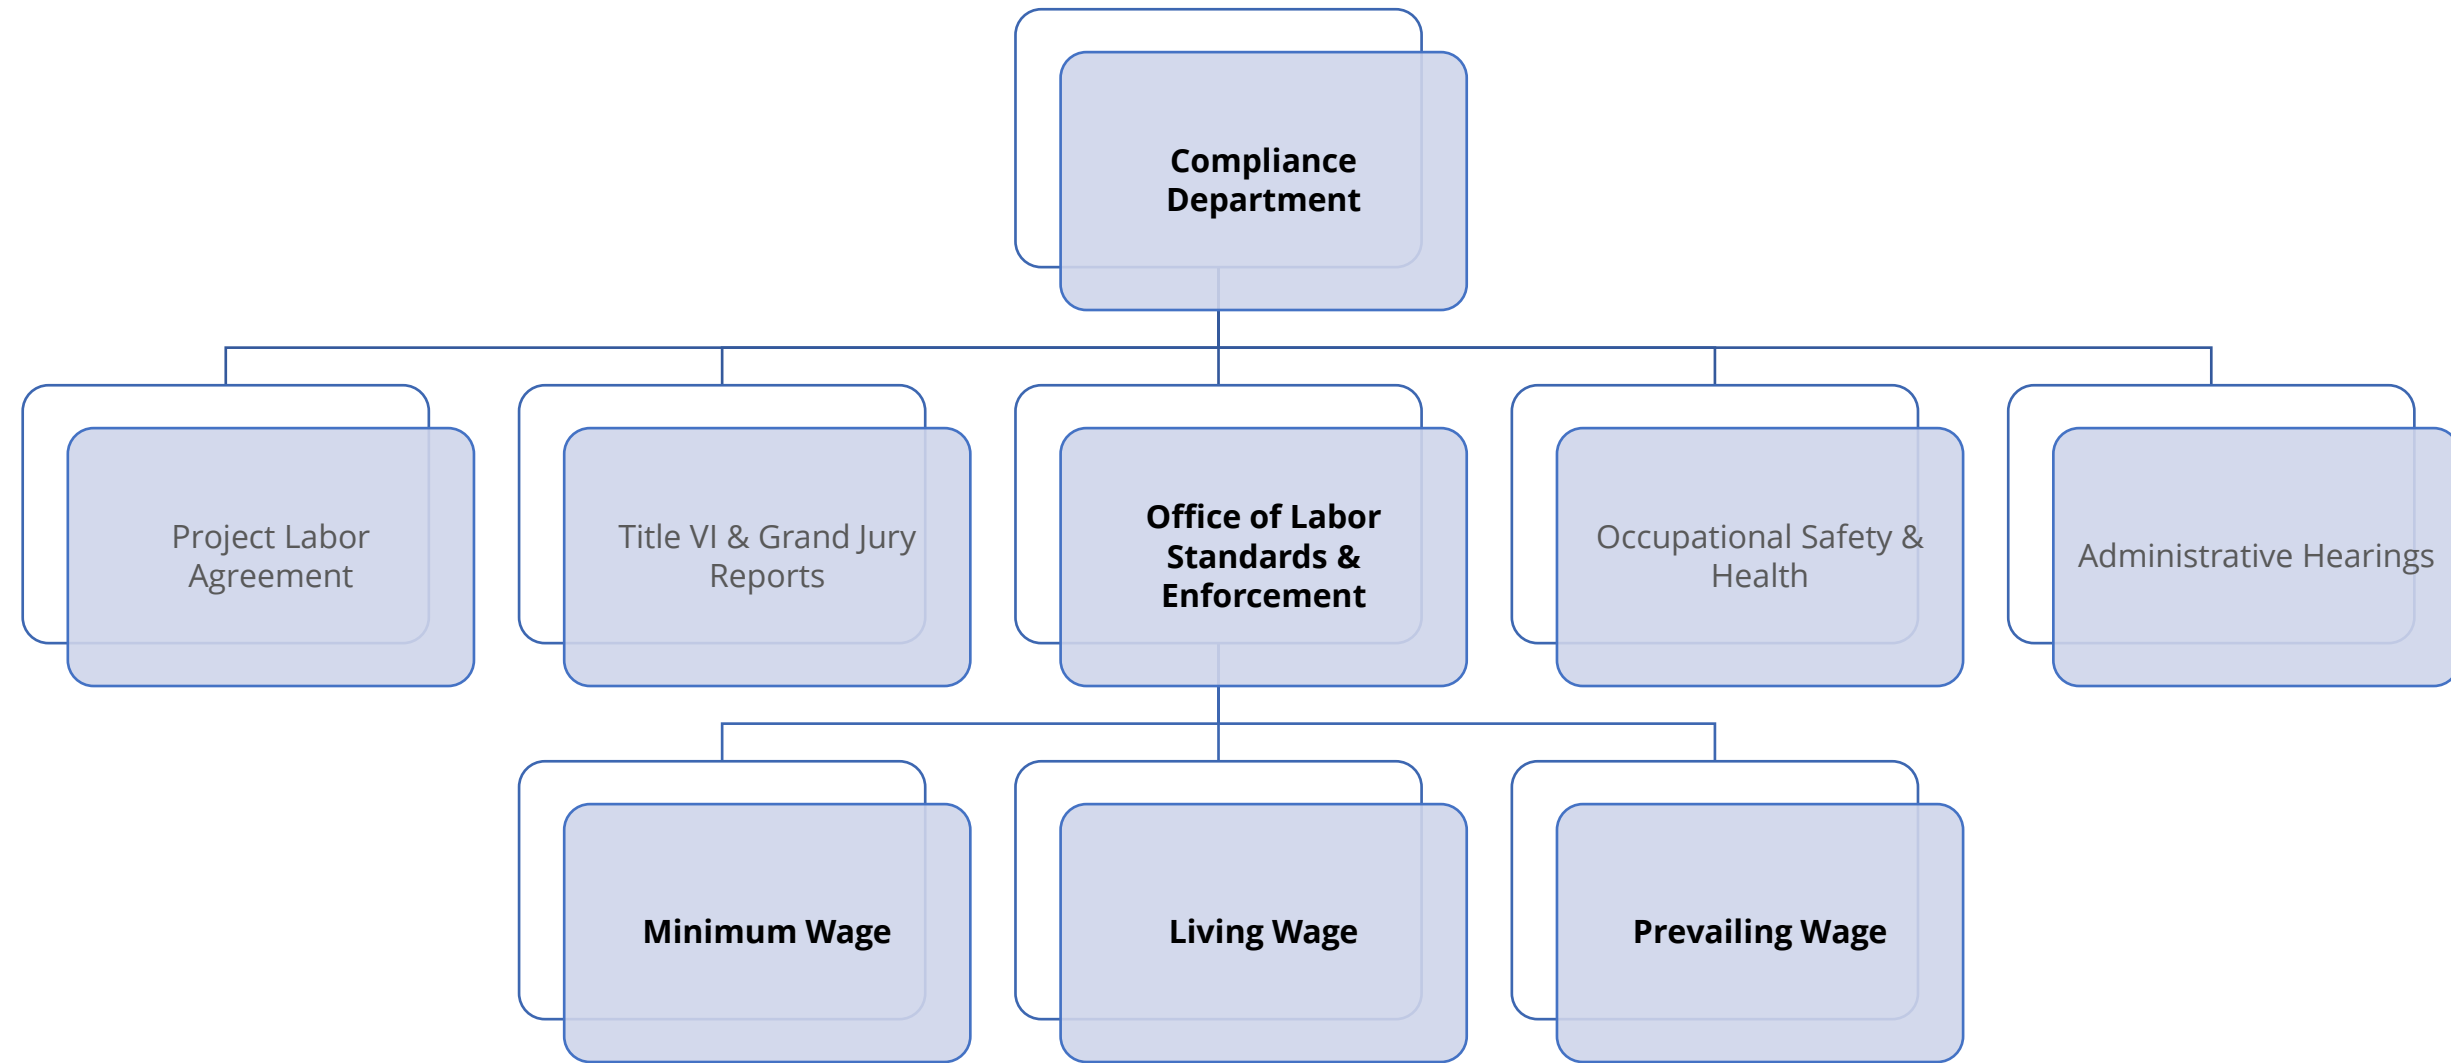 Compliance
Department
Project Labor
Agreement
Title VI & Grand Jury
Reports
Office of Labor
Standards &
Enforcement
Occupational Safety &
Health
Administrative Hearings
Minimum Wage
Living Wage
Prevailing Wage